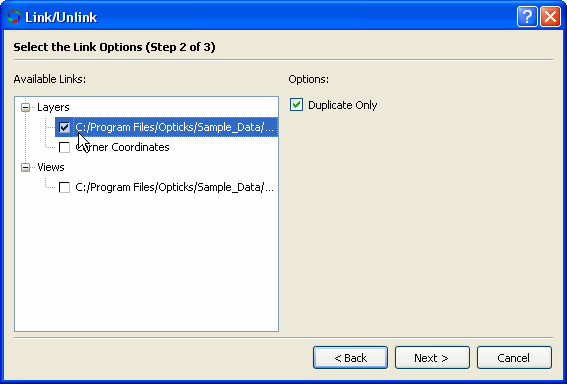 Link/Unlink
Select the Link Options (Step 2 of 3)
Available Links:
Options:
Layers
C:/Program Files/Opticks/Sample_Data/...
Corner Coordinates
Views
C:/Program Files/Opticks/Sample_Data/...
Duplicate Only
< Back
Next >
Cancel